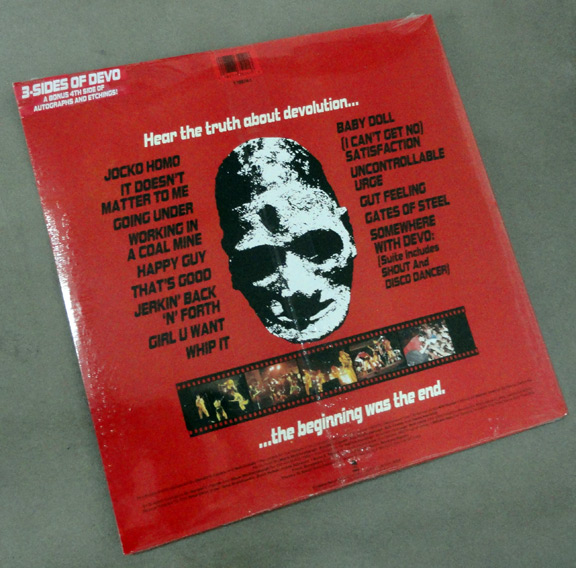 3-SIDES OF DEVO
A BONUS 4TH SIDE OF
AUTOGRAPHS AND ETCHINGS!
Hear the truth about devolution...
JOCKO HOMO
IT DOESN'T
MATTER TO ME
GOING UNDER
WORKING IN
A COAL MINE
HAPPY GUY
THAT'S GOOD
JERKIN' BACK
'N' FORTH
GIRL U WANT
WHIP IT
BABY DOLL
(I CAN'T GET NO)
SATISFACTION
UNCONTROLLABLE
URGE
GUT FEELING
GATES OF STEEL
SOMEWHERE
WITH DEVO:
(Suite Includes
SHOUT And
DISCO DANCER)
...the beginning was the end.